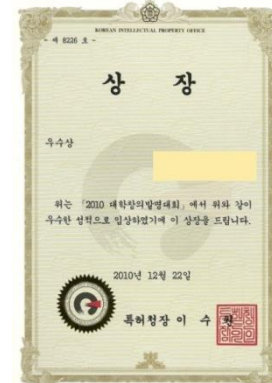 KOREAN INTELLECTUAL PROPERTY OFFICE
제 8226 호
상 장
우수상
위는 「2010 대학창의발명대회」에서 위와 같이
우수한 성적으로 입상하였기에 이 상장을 드립니다.
2010년 12월 22일
특허청장 이 수 원